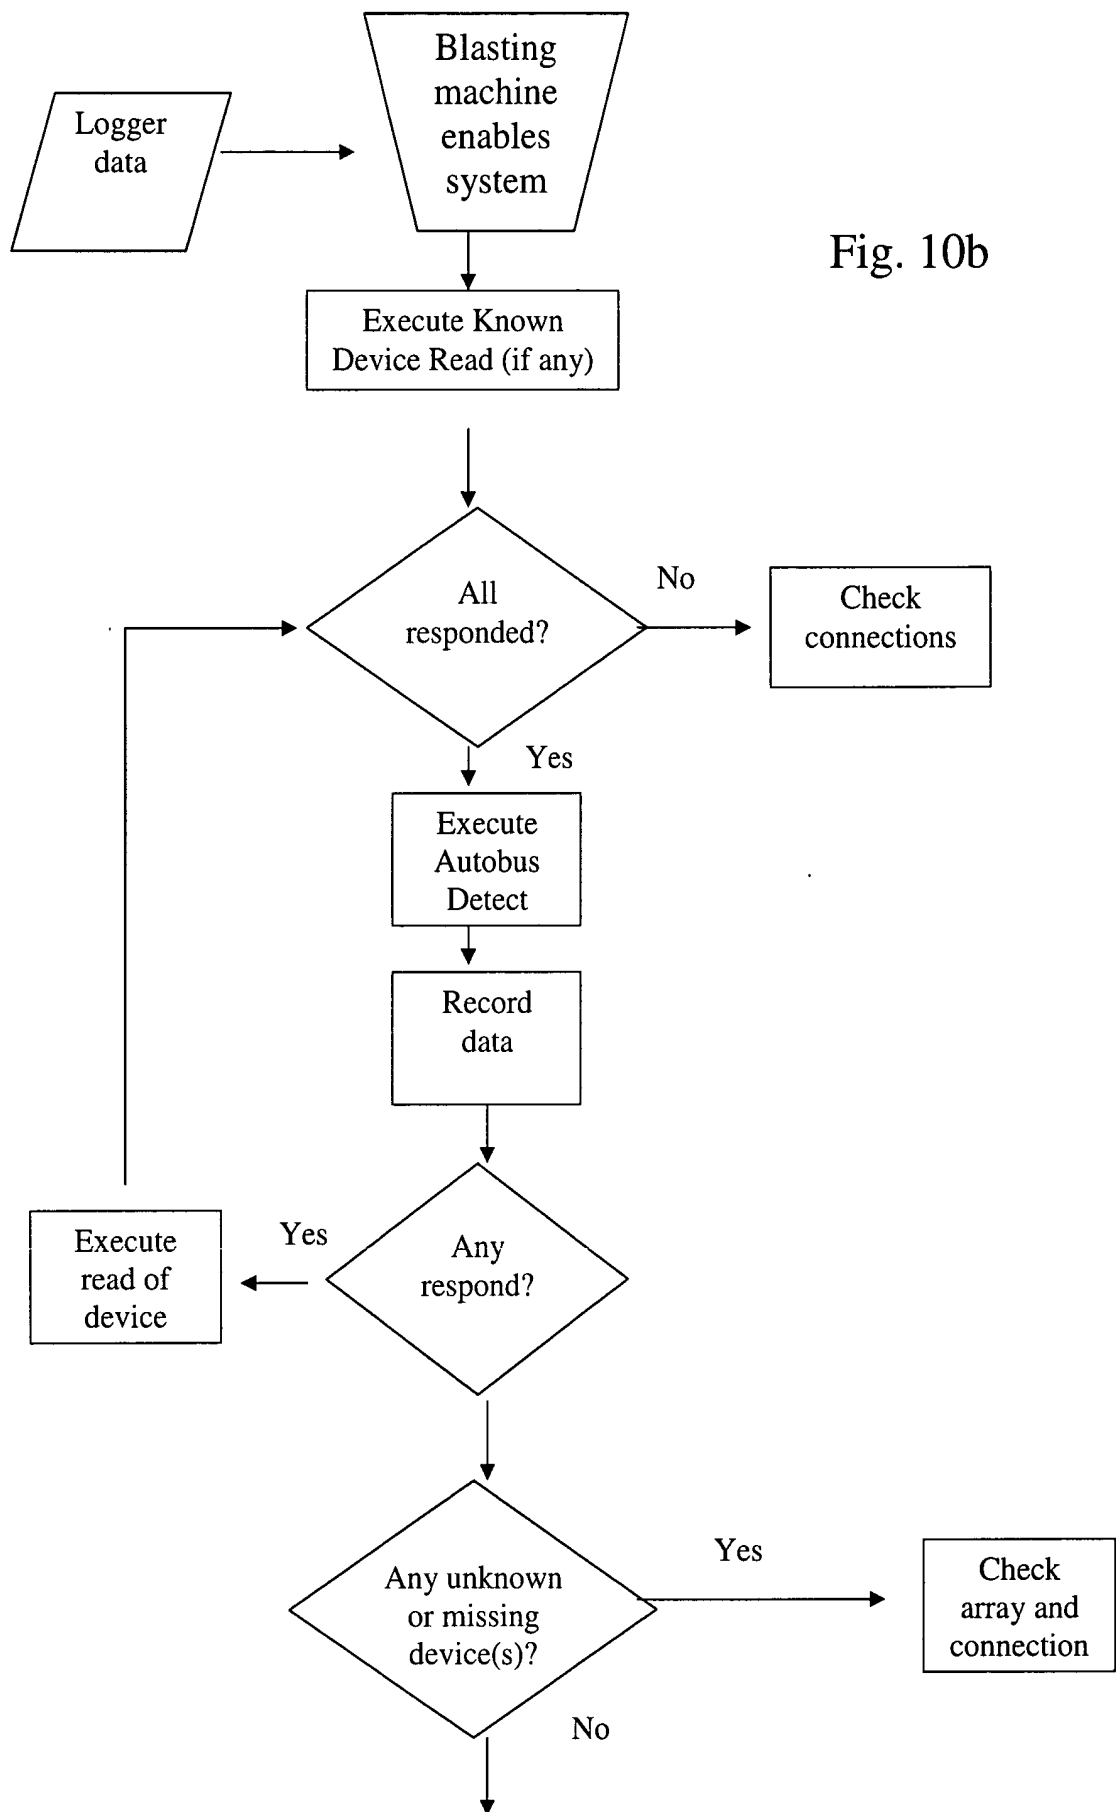 Blasting
machine
enables
system
Logger
data
Fig. 10b
Execute Known
Device Read (if any)
All
responded?
No
Check
connections
Yes
Execute
Autobus
Detect
Record
data
Any
respond?
Yes
Execute
read of
device
Any unknown
or missing
device(s)?
Yes
Check
array and
connection
No